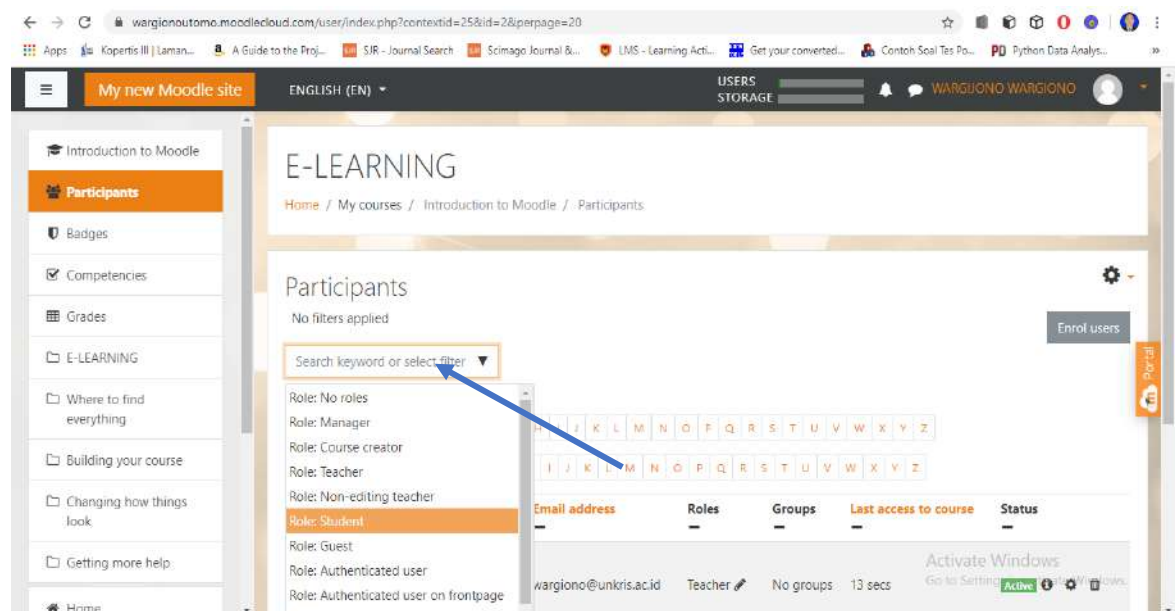 wargionoutomo.moodlecloud.com/user/index.php?contextid=25&id=2&perpage=20
Apps Kopertis III | Laman... A Guide to the Proj... SJR - Journal Search Scimago Journal &... LMS - Learning Acti... Get your converted... Contoh Soal Tes Po... Python Data Analys... »
My new Moodle site ENGLISH (EN) USERS STORAGE WARGIJONO WARGIONO
Introduction to Moodle
Participants
Badges
Competencies
Grades
E-LEARNING
Where to find
everything
Building your course
Changing how things
look
Getting more help
Home
E-LEARNING
Home / My courses / Introduction to Moodle / Participants
Participants
No filters applied
Enrol users
Portal
Search keyword or select filter ▼
Role: No roles
Role: Manager
Role: Course creator
Role: Teacher
Role: Non-editing teacher
Role: Student
Role: Guest
Role: Authenticated user
Role: Authenticated user on frontpage
H I J K L M N O P Q R S T U V W X Y Z
I J K L M N O P Q R S T U V W X Y Z
Email address Roles Groups Last access to course Status
wargiono@unkris.ac.id Teacher No groups 13 secs Active
Activate Windows
Go to Settings Windows.